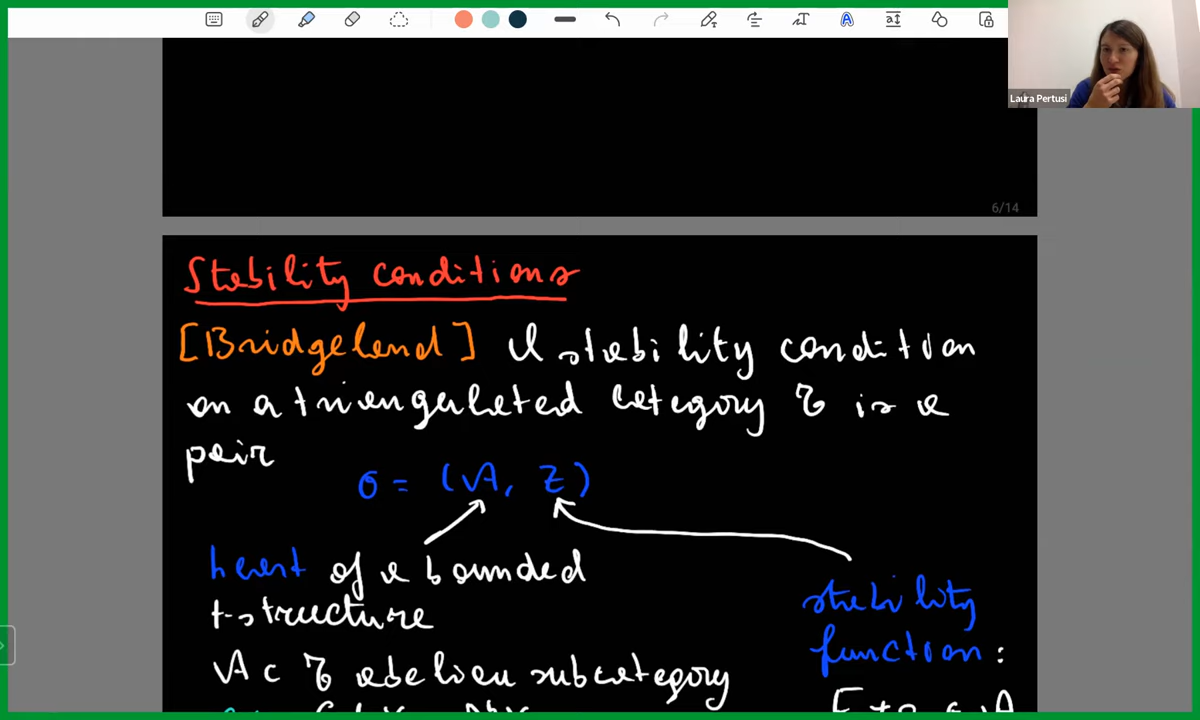 Laura Pertusi
6/14
Stability conditions
[Bridgeland] A stability condition
on a triangulated category 𝒯 is a
pair
σ = (A, Z)
heart of a bounded
t-structure
A ⊂ 𝒯 abelian subcategory
stability
function: